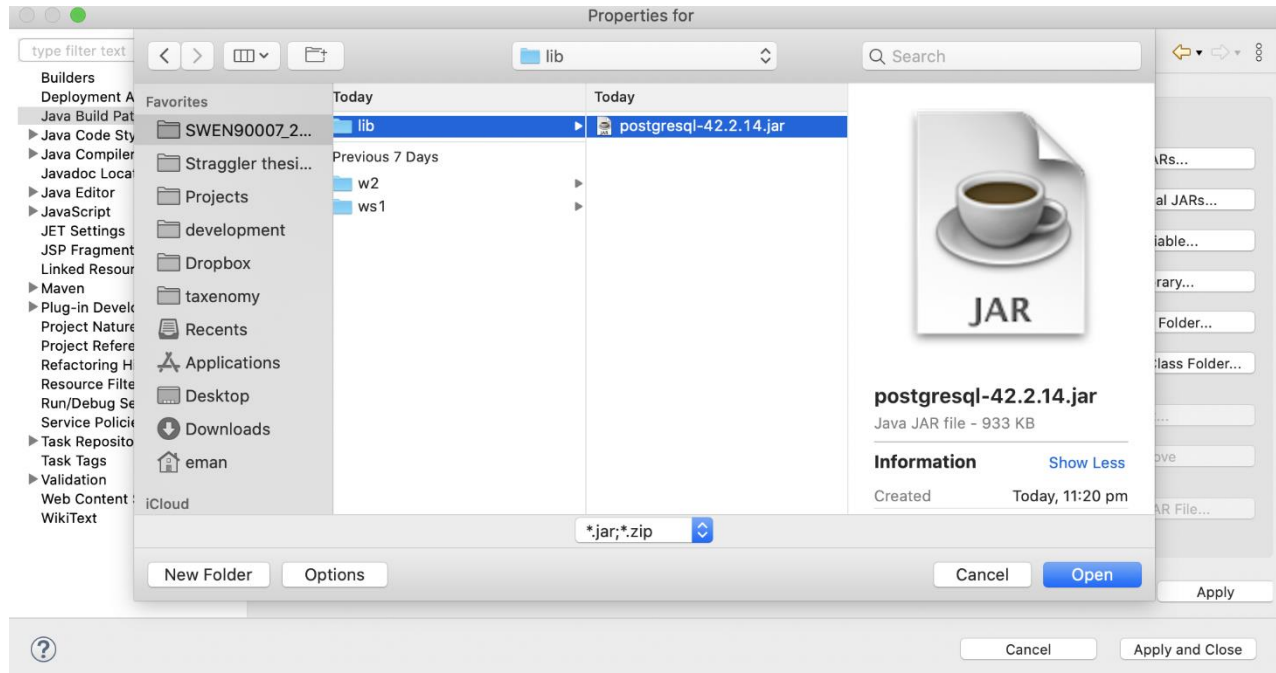 Properties for
type filter text
Builders
Deployment A
Java Build Pat
Java Code Sty
Java Compiler
Javadoc Locat
Java Editor
JavaScript
JET Settings
JSP Fragment
Linked Resour
Maven
Plug-in Develo
Project Nature
Project Refere
Refactoring Hi
Resource Filte
Run/Debug Se
Service Policie
Task Reposito
Task Tags
Validation
Web Content S
WikiText
lib
Search
Favorites
SWEN90007_2...
Straggler thesi...
Projects
development
Dropbox
taxenomy
Recents
Applications
Desktop
Downloads
eman
iCloud
Today
lib
Previous 7 Days
w2
ws1
Today
postgresql-42.2.14.jar
JAR
postgresql-42.2.14.jar
Java JAR file - 933 KB
Information Show Less
Created Today, 11:20 pm
*.jar;*.zip
New Folder Options Cancel Open
ARs...
al JARs...
iable...
rary...
Folder...
Class Folder...
...
ove
AR File...
Apply
?
Cancel Apply and Close